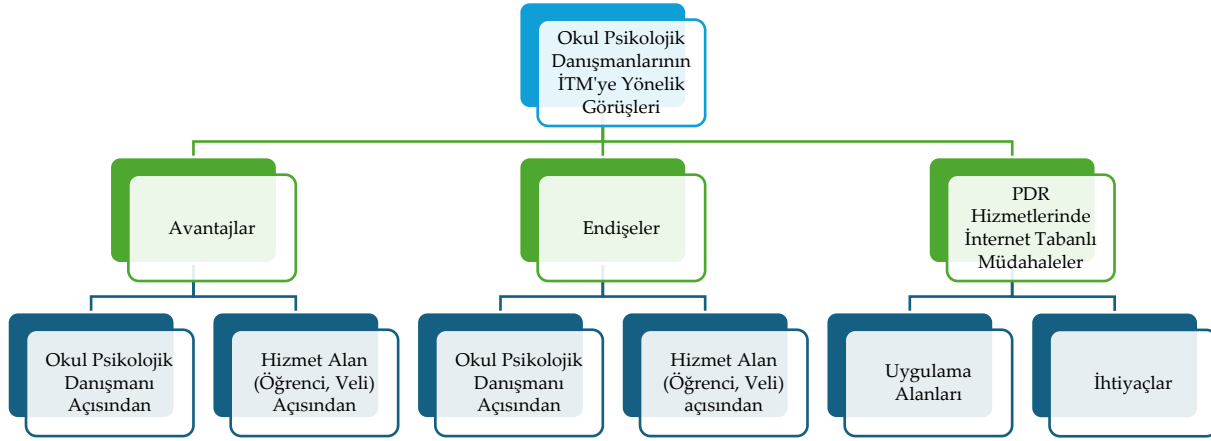 Okul Psikolojik
Danışmanlarının
İTM'ye Yönelik
Görüşleri
Avantajlar
Endişeler
PDR
Hizmetlerinde
İnternet Tabanlı
Müdahaleler
Okul Psikolojik
Danışmanı
Açısından
Hizmet Alan
(Öğrenci, Veli)
Açısından
Okul Psikolojik
Danışmanı
Açısından
Hizmet Alan
(Öğrenci, Veli)
açısından
Uygulama
Alanları
İhtiyaçlar